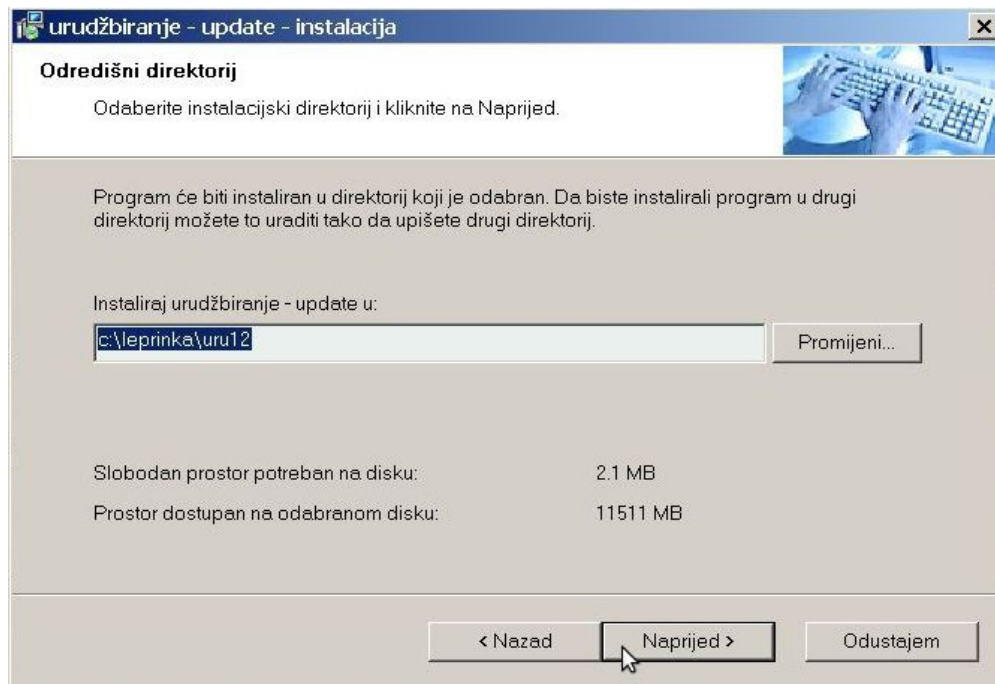 urudžbiranje - update - instalacija
Odredišni direktorij
Odaberite instalacijski direktorij i kliknite na Naprijed.
Program će biti instaliran u direktorij koji je odabran. Da biste instalirali program u drugi
direktorij možete to uraditi tako da upišete drugi direktorij.
Instaliraj urudžbiranje - update u:
c:\leprinka\uru12
Promijeni...
Slobodan prostor potreban na disku: 2.1 MB
Prostor dostupan na odabranom disku: 11511 MB
< Nazad Naprijed > Odustajem